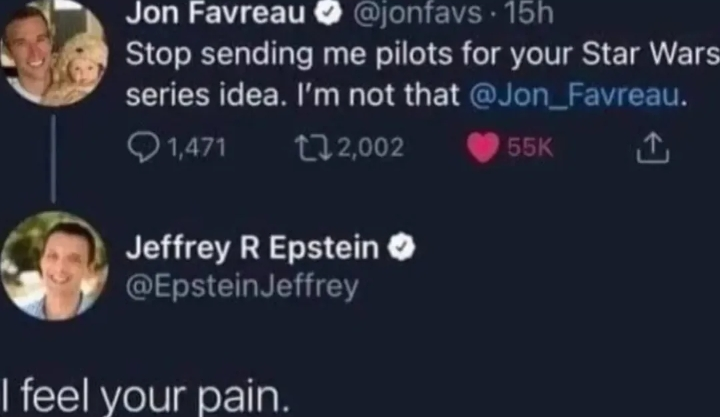 Jon Favreau @jonfavs · 15h
Stop sending me pilots for your Star Wars
series idea. I'm not that @Jon_Favreau.
1,471 2,002 55K
Jeffrey R Epstein
@EpsteinJeffrey
I feel your pain.